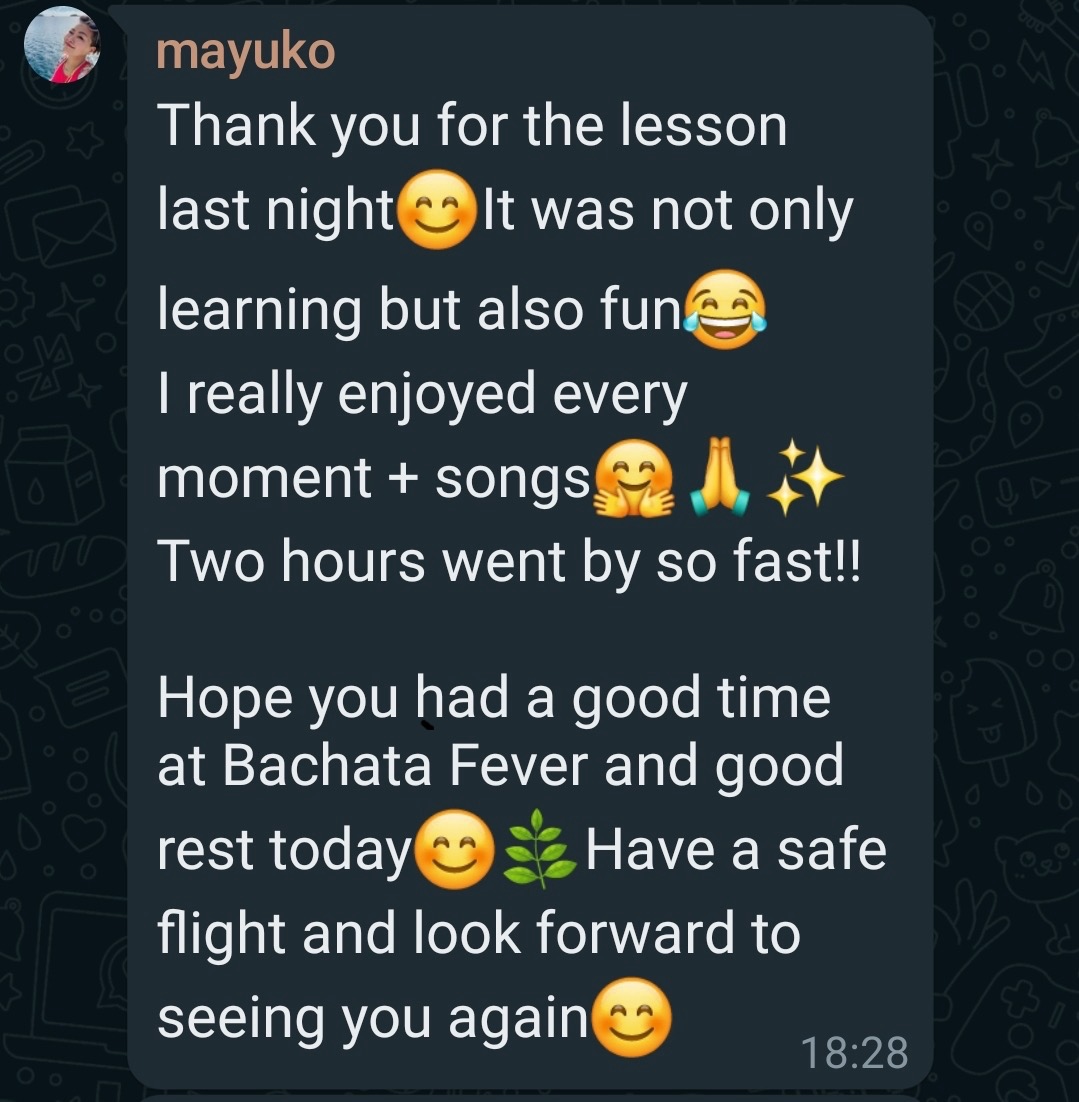 mayuko
Thank you for the lesson
last night😊It was not only
learning but also fun😂
I really enjoyed every
moment + songs🤗🙏✨
Two hours went by so fast!!
Hope you had a good time
at Bachata Fever and good
rest today😊🌿Have a safe
flight and look forward to
seeing you again😊
18:28